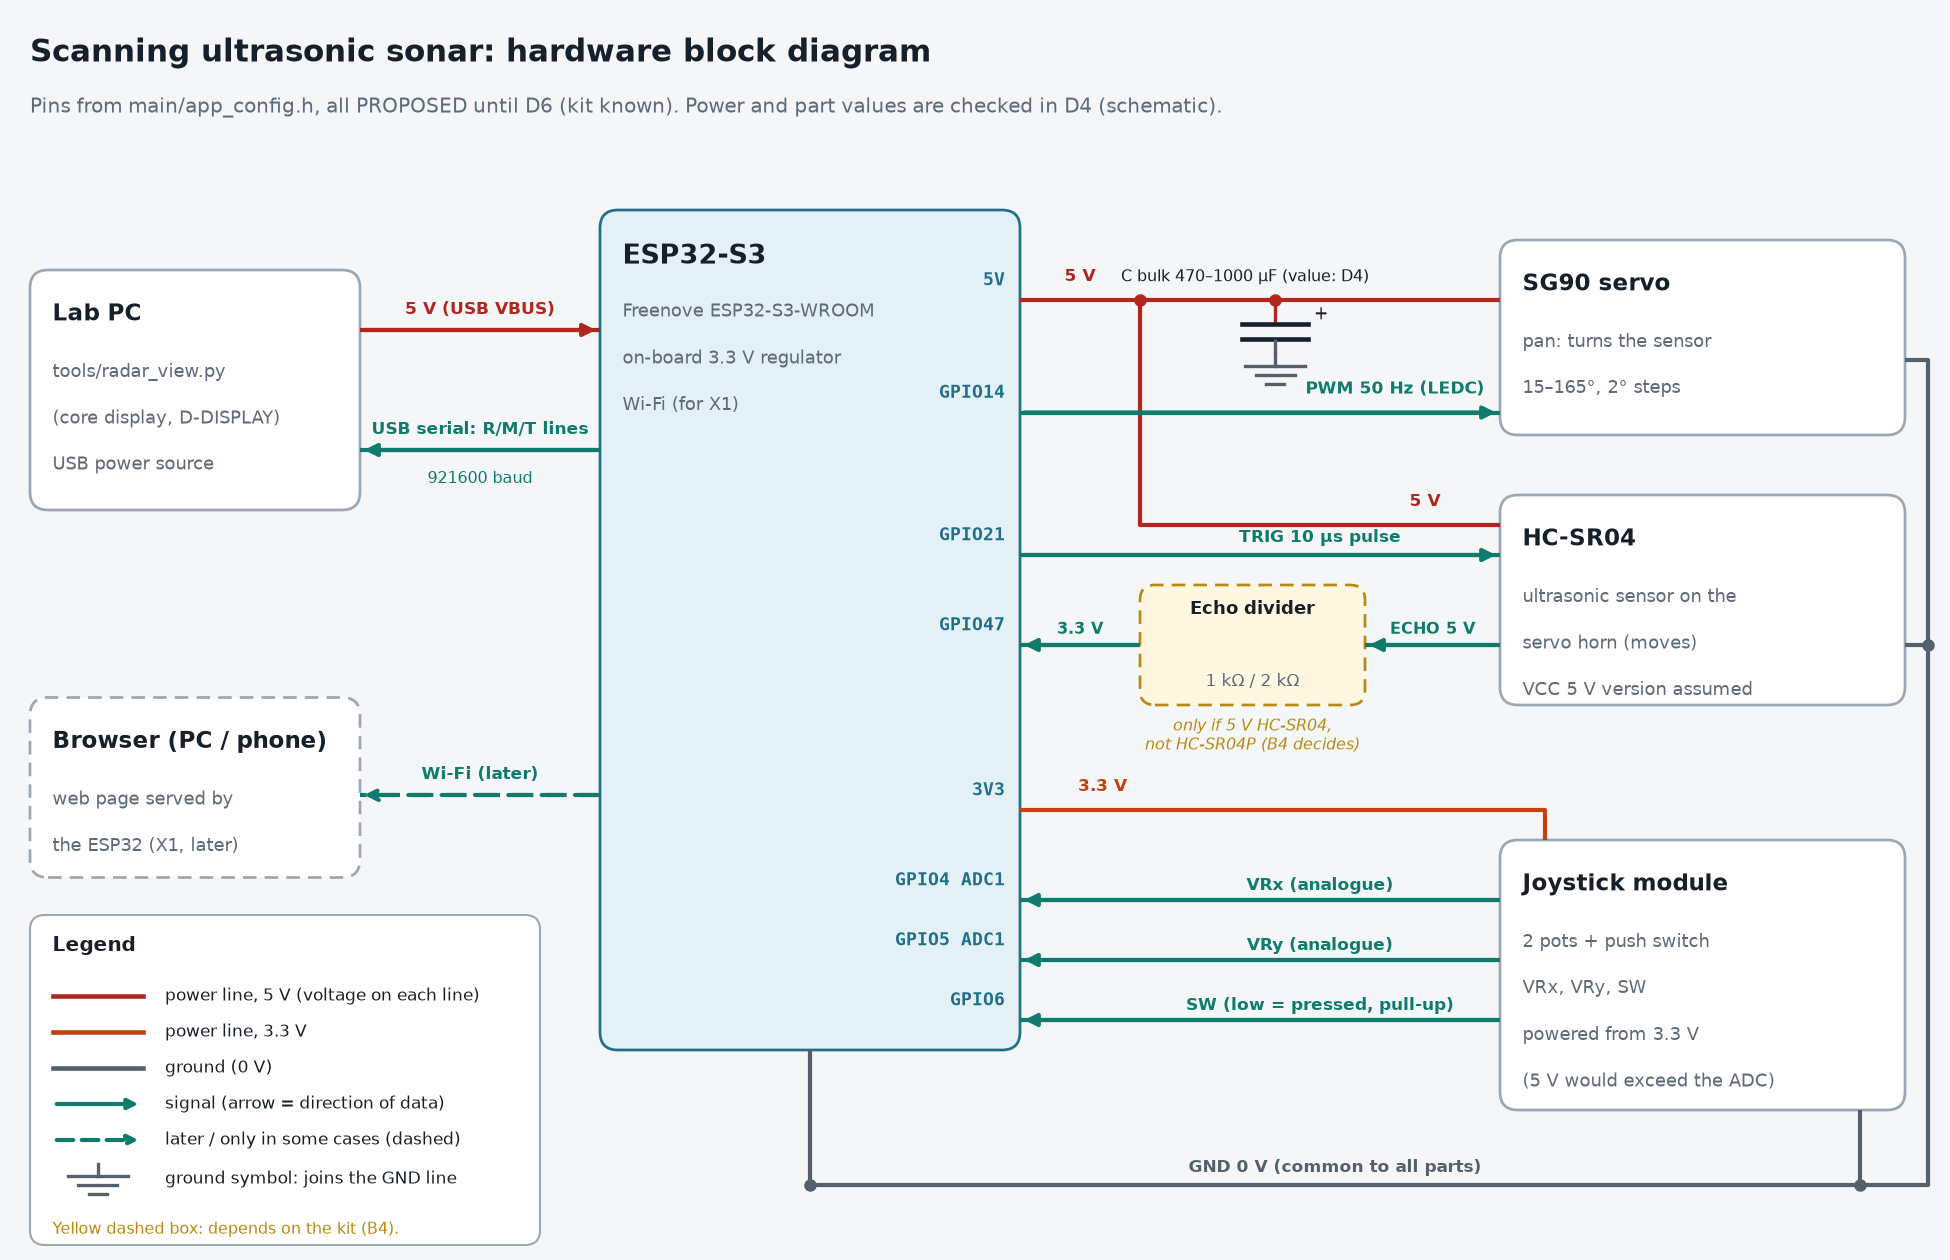 Scanning ultrasonic sonar: hardware block diagram
Pins from main/app_config.h, all PROPOSED until D6 (kit known). Power and part values are checked in D4 (schematic).
Lab PC
tools/radar_view.py
(core display, D-DISPLAY)
USB power source
5 V (USB VBUS)
USB serial: R/M/T lines
921600 baud
Browser (PC / phone)
web page served by
the ESP32 (X1, later)
Wi-Fi (later)
ESP32-S3
Freenove ESP32-S3-WROOM
on-board 3.3 V regulator
Wi-Fi (for X1)
5V
GPIO14
GPIO21
GPIO47
3V3
GPIO4 ADC1
GPIO5 ADC1
GPIO6
5 V
C bulk 470–1000 µF (value: D4)
+
PWM 50 Hz (LEDC)
5 V
TRIG 10 µs pulse
3.3 V
Echo divider
1 kΩ / 2 kΩ
ECHO 5 V
only if 5 V HC-SR04,
not HC-SR04P (B4 decides)
3.3 V
VRx (analogue)
VRy (analogue)
SW (low = pressed, pull-up)
GND 0 V (common to all parts)
SG90 servo
pan: turns the sensor
15–165°, 2° steps
HC-SR04
ultrasonic sensor on the
servo horn (moves)
VCC 5 V version assumed
Joystick module
2 pots + push switch
VRx, VRy, SW
powered from 3.3 V
(5 V would exceed the ADC)
Legend
power line, 5 V (voltage on each line)
power line, 3.3 V
ground (0 V)
signal (arrow = direction of data)
later / only in some cases (dashed)
ground symbol: joins the GND line
Yellow dashed box: depends on the kit (B4).